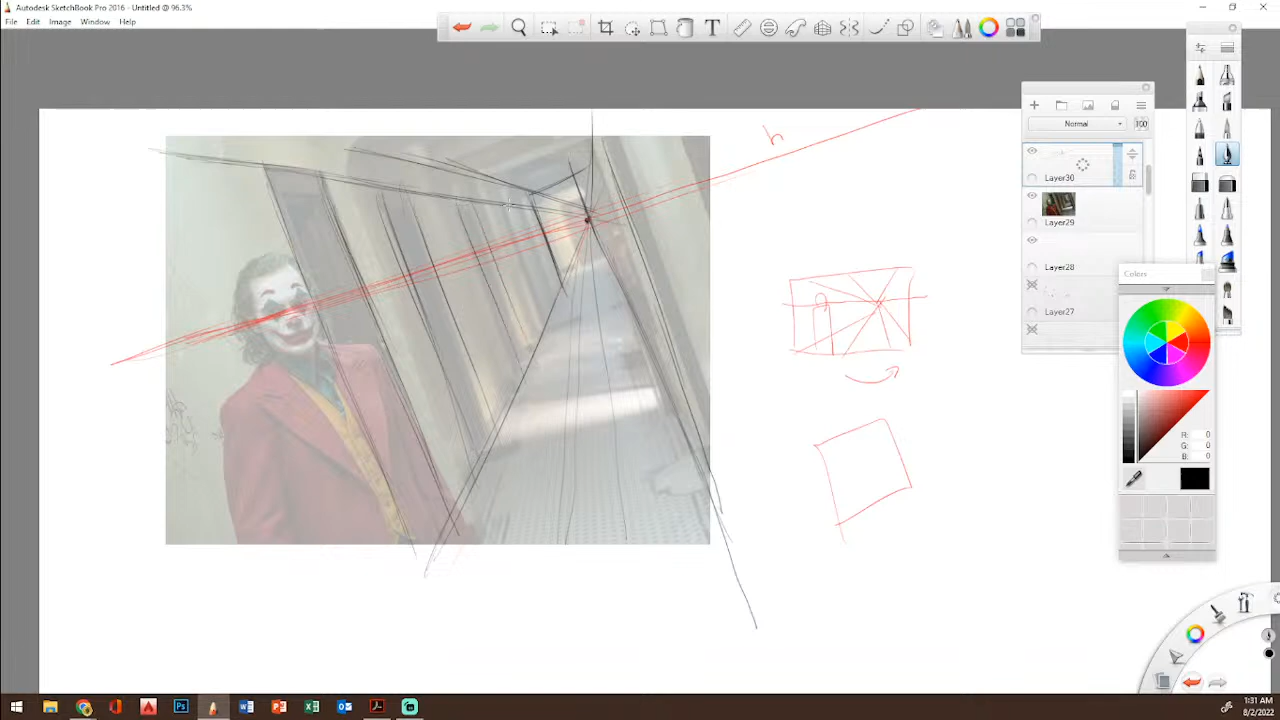 Autodesk SketchBook Pro 2016 - Untitled @ 96.3%
File Edit Image Window Help
T
h
Normal
100
Layer30
Layer29
Layer28
Layer27
Colors
R: 0
G: 0
B: 0
1:31 AM
8/2/2022